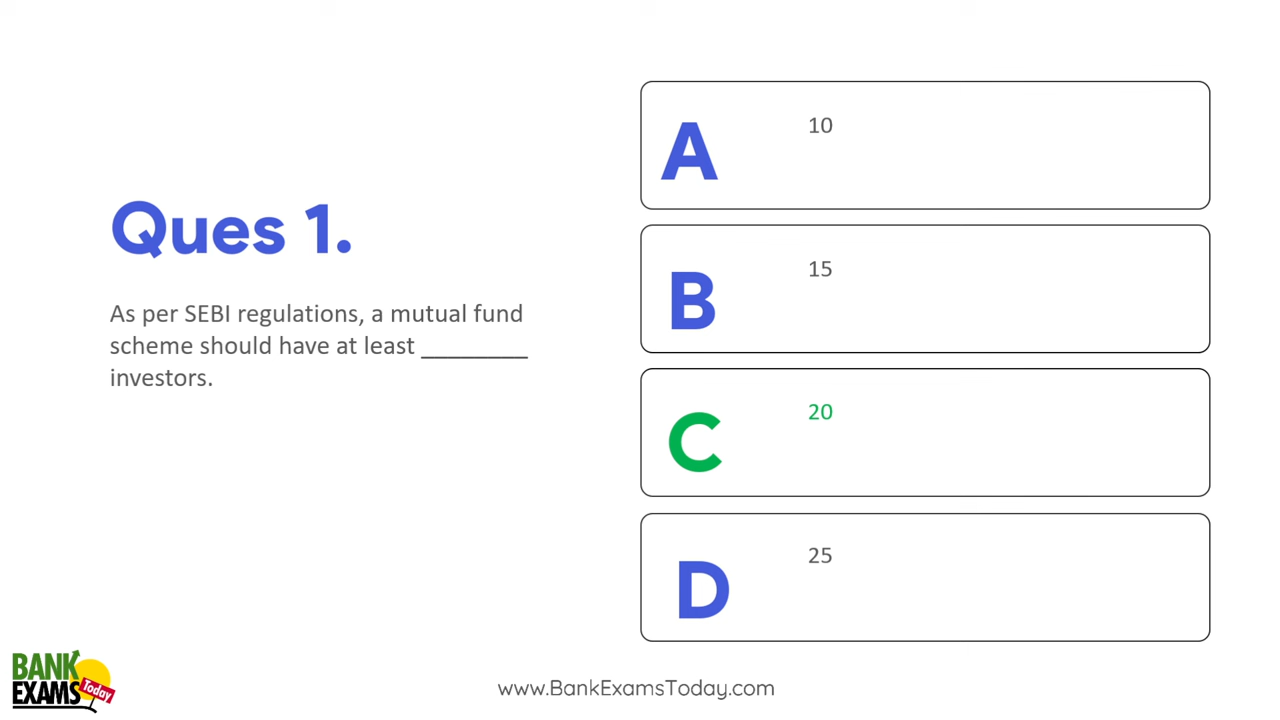 Ques 1.
As per SEBI regulations, a mutual fund
scheme should have at least ________
investors.
A
10
B
15
C
20
D
25
BANK
EXAMS
Today
www.BankExamsToday.com